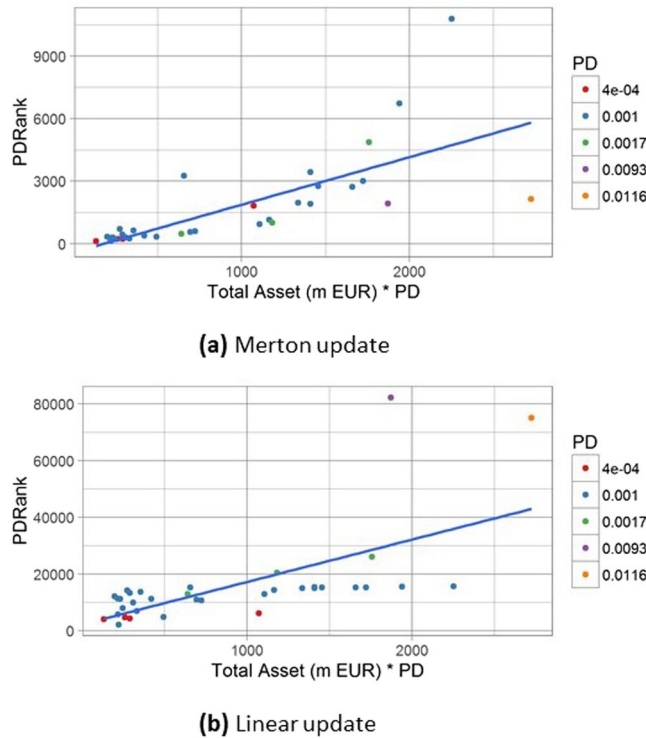 9000
6000
3000
0
PDRank
1000
2000
Total Asset (m EUR) * PD
PD
4e-04
0.001
0.0017
0.0093
0.0116
(a) Merton update
80000
60000
40000
20000
0
PDRank
1000
2000
Total Asset (m EUR) * PD
PD
4e-04
0.001
0.0017
0.0093
0.0116
(b) Linear update